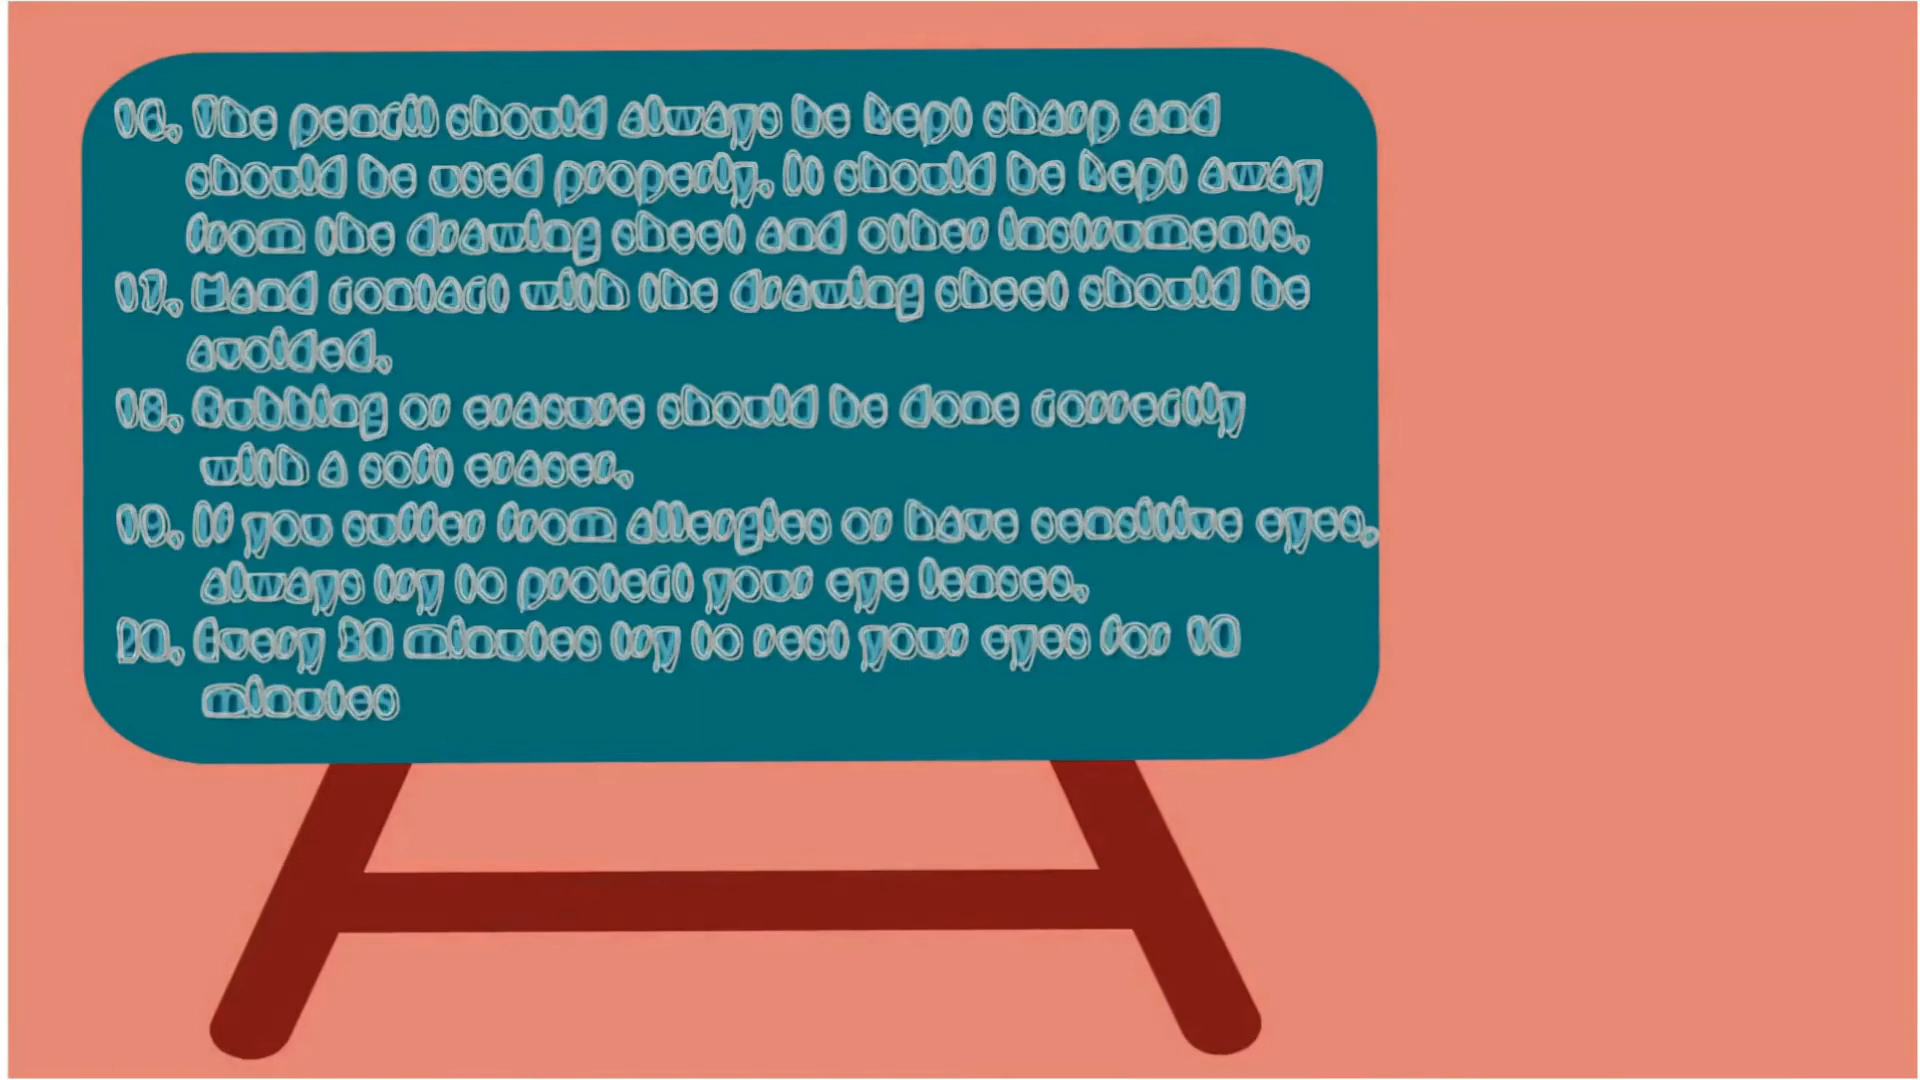 16. The pencil should always be kept sharp and
should be used properly. It should be kept away
from the drawing sheet and other instruments.
17. Hand contact with the drawing sheet should be
avoided.
18. Rubbing or erasure should be done correctly
with a soft eraser.
19. If you suffer from allergies or have sensitive eyes,
always try to protect your eye lenses.
20. Every 30 minutes try to rest your eyes for 10
minutes